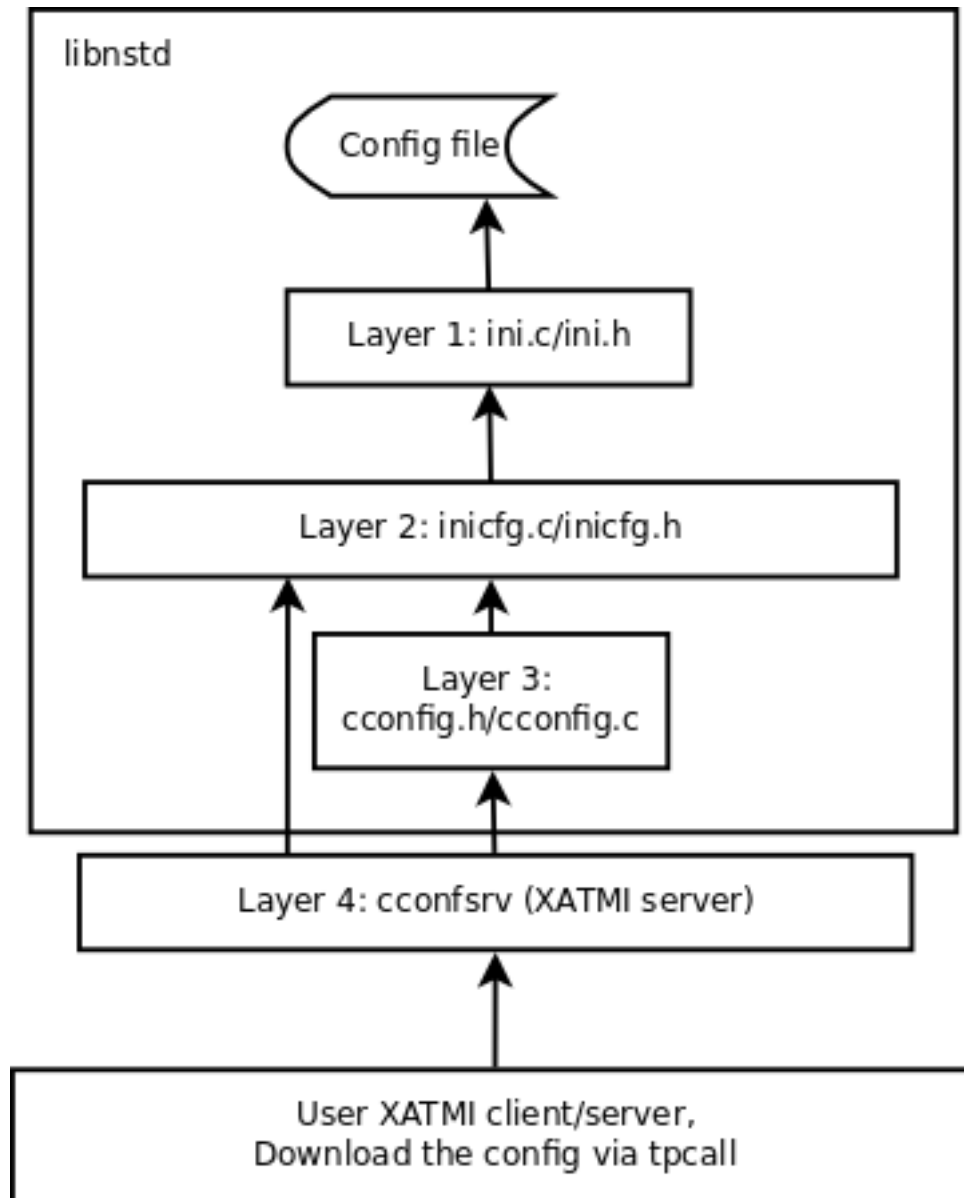 libnstd
Config file
Layer 1: ini.c/ini.h
Layer 2: inicfg.c/inicfg.h
Layer 3:
cconfig.h/cconfig.c
Layer 4: cconfsrv (XATMI server)
User XATMI client/server,
Download the config via tpcall